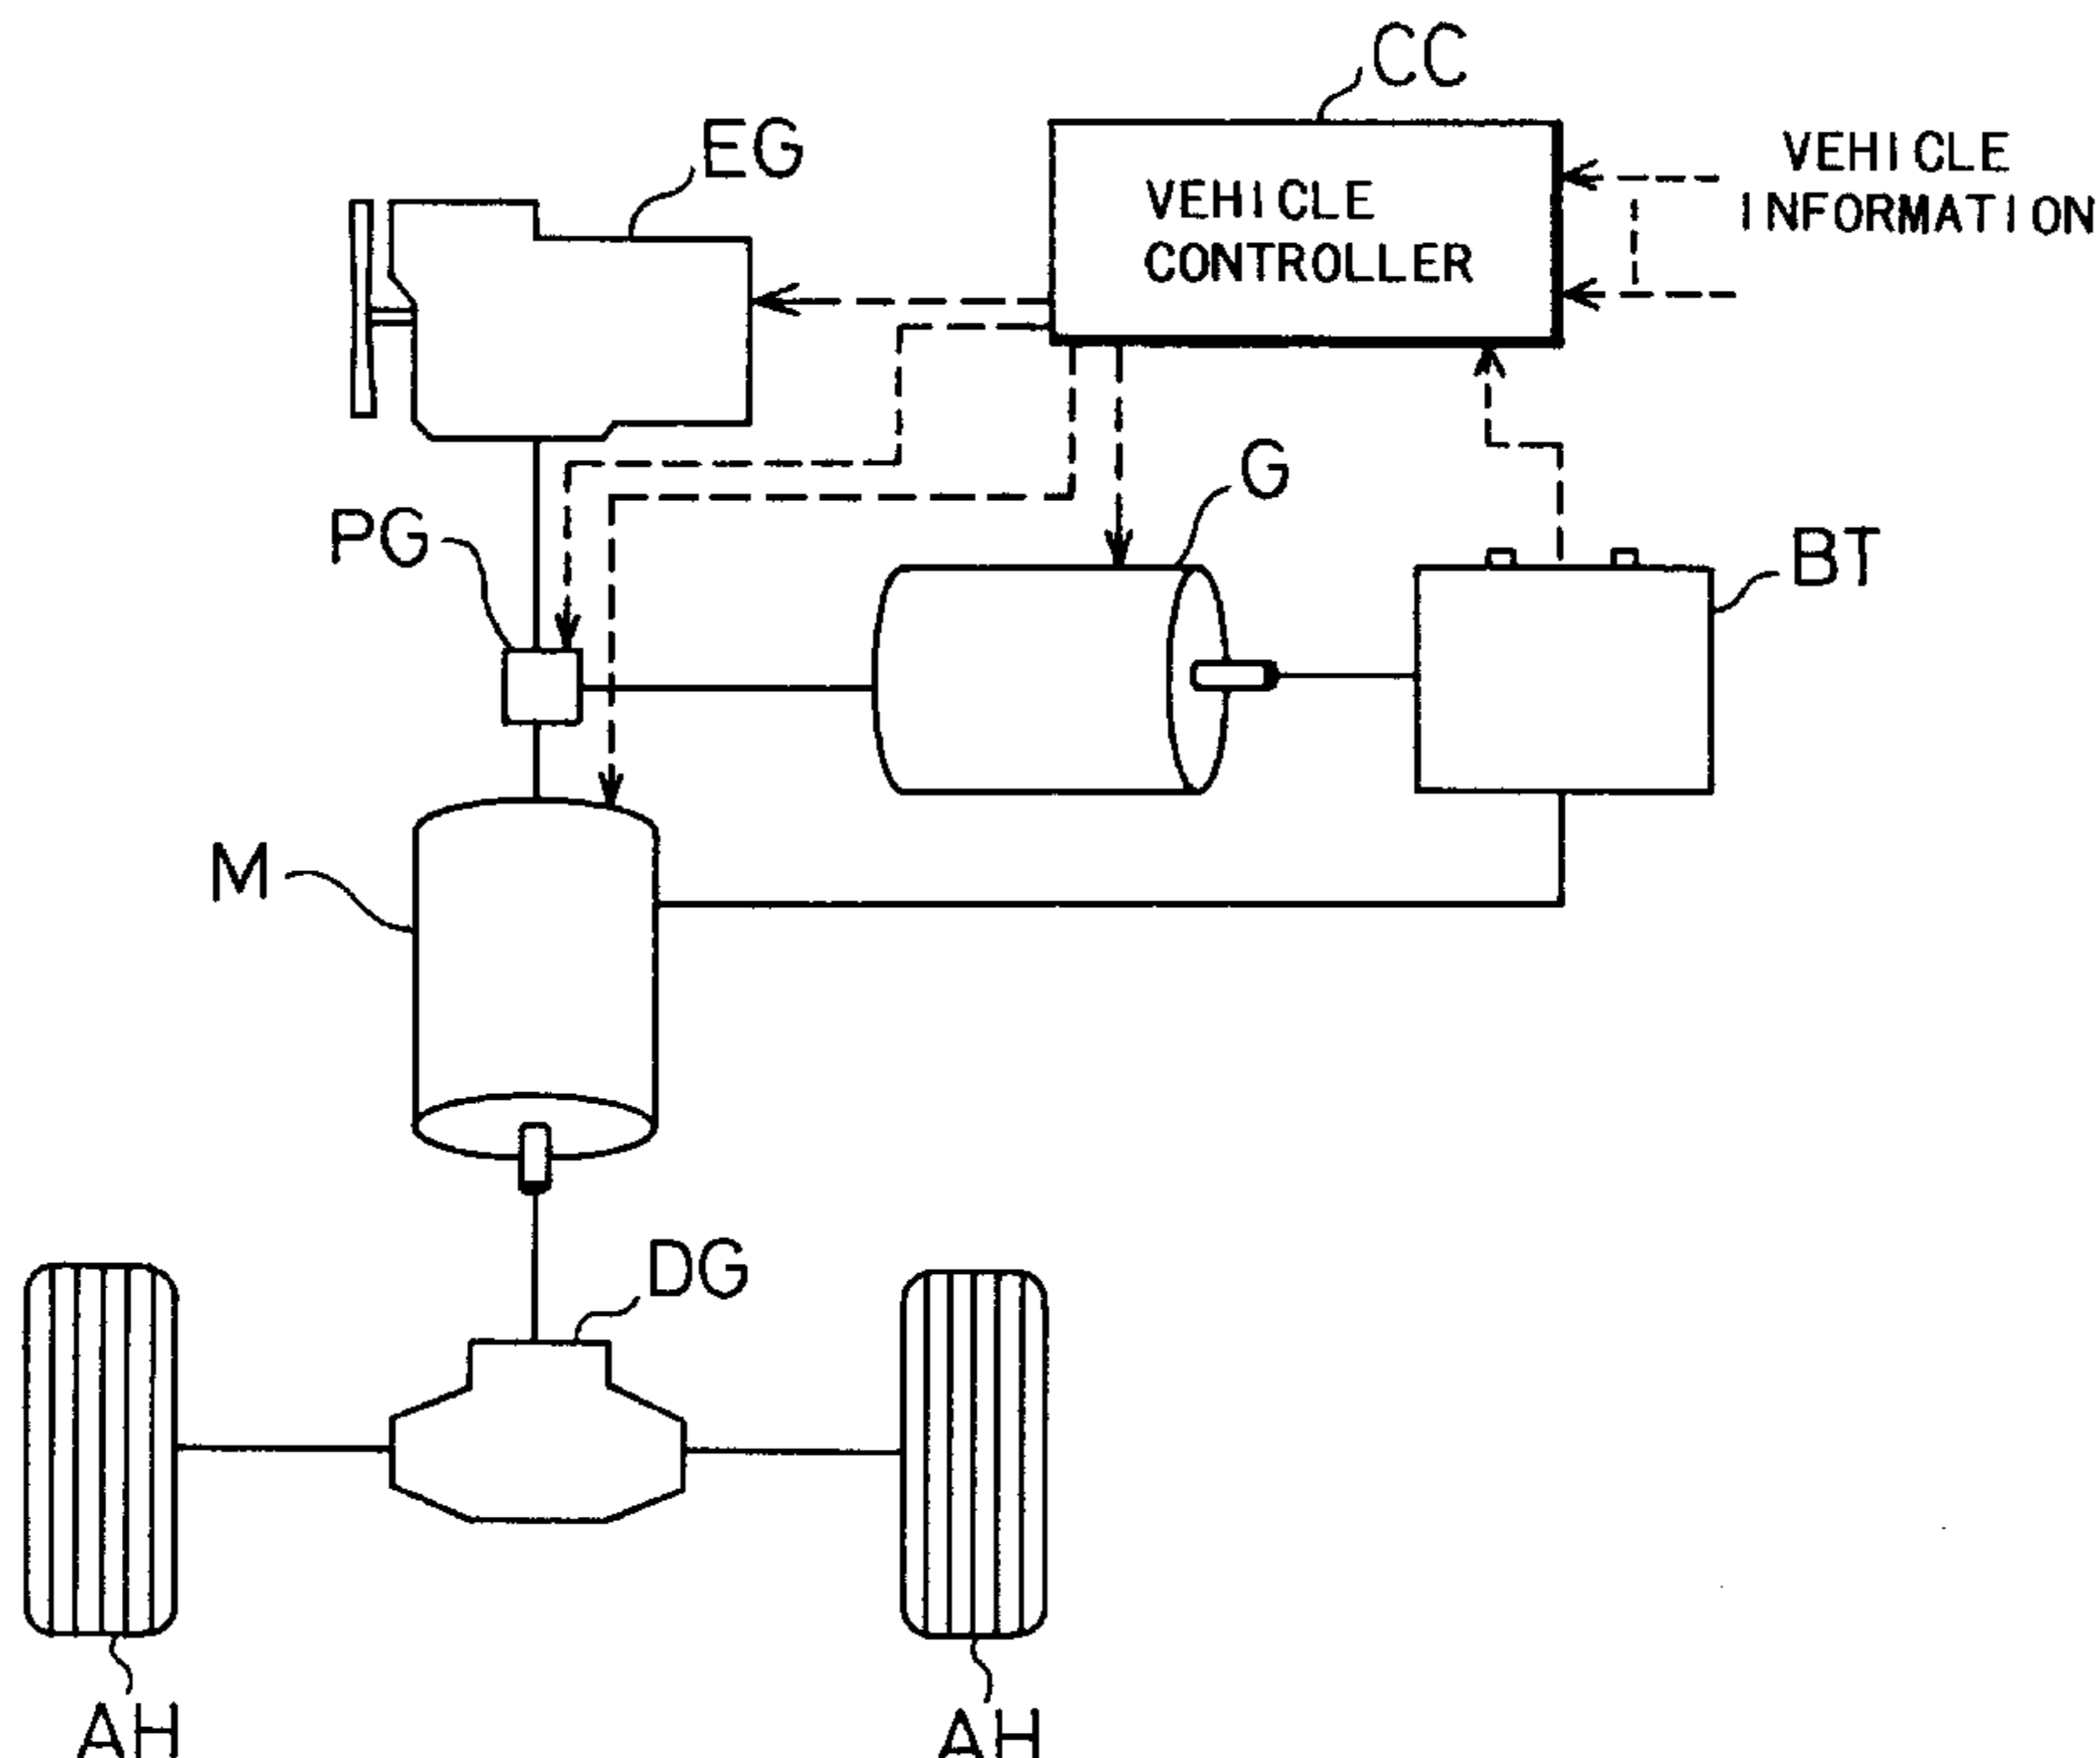 CC
EG
VEHICLE
INFORMATION
VEHICLE
CONTROLLER
G
PG
BT
M
DG
AH
AH